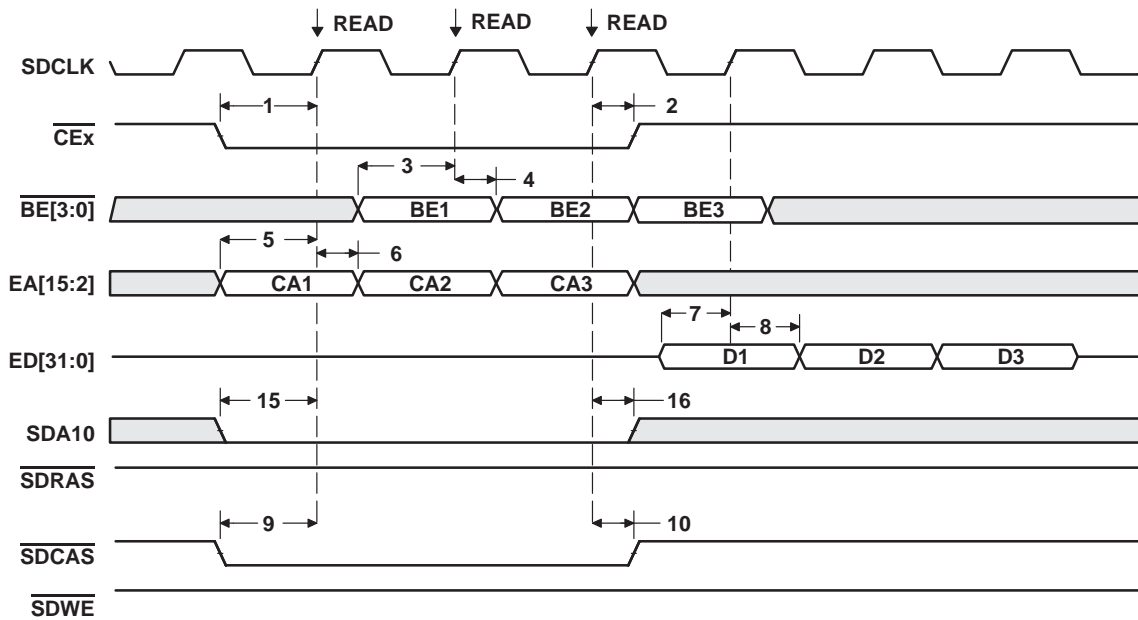 READ READ READ
SDCLK
1 2
CEx
3 4
BE[3:0] BE1 BE2 BE3
5 6
EA[15:2] CA1 CA2 CA3
7 8
ED[31:0] D1 D2 D3
15 16
SDA10
SDRAS
9 10
SDCAS
SDWE